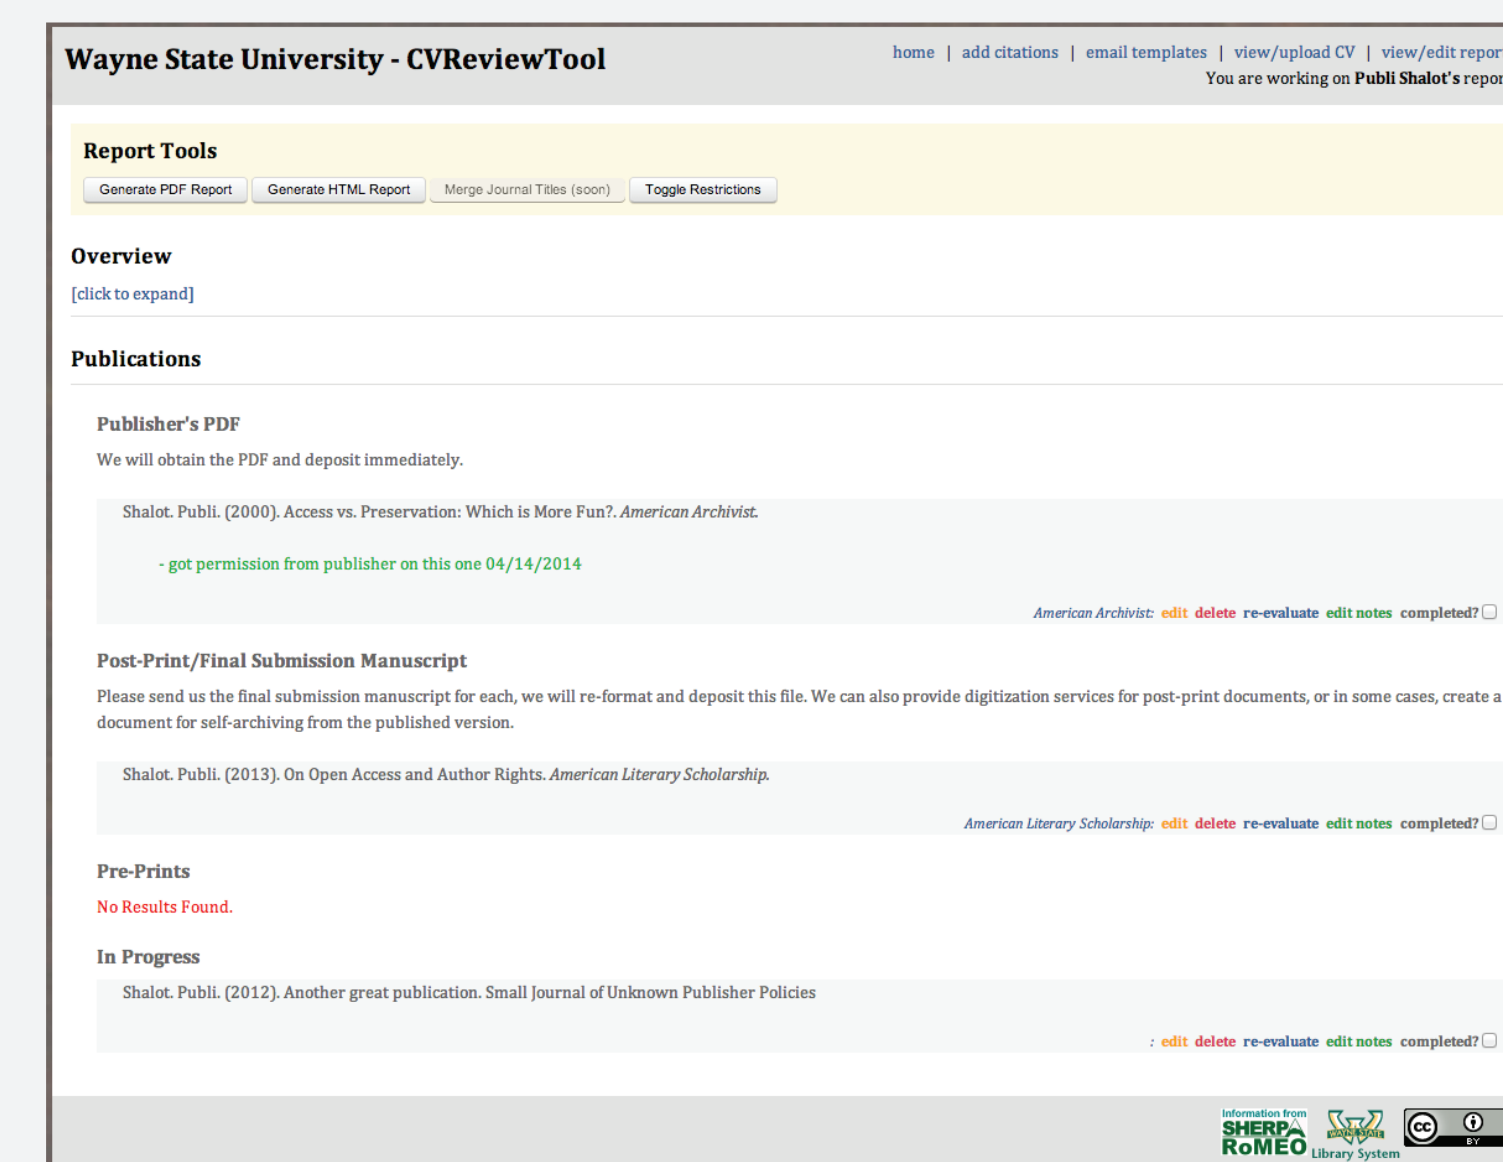 Wayne State University - CVReviewTool
home | add citations | email templates | view/upload CV | view/edit repor
You are working on Publi Shalot's repor
Report Tools
Generate PDF Report Generate HTML Report Merge Journal Titles (soon) Toggle Restrictions
Overview
[click to expand]
Publications
Publisher's PDF
We will obtain the PDF and deposit immediately.
Shalot. Publi. (2000). Access vs. Preservation: Which is More Fun?. American Archivist.
- got permission from publisher on this one 04/14/2014
American Archivist: edit delete re-evaluate edit notes completed?
Post-Print/Final Submission Manuscript
Please send us the final submission manuscript for each, we will re-format and deposit this file. We can also provide digitization services for post-print documents, or in some cases, create a
document for self-archiving from the published version.
Shalot. Publi. (2013). On Open Access and Author Rights. American Literary Scholarship.
American Literary Scholarship: edit delete re-evaluate edit notes completed?
Pre-Prints
No Results Found.
In Progress
Shalot. Publi. (2012). Another great publication. Small Journal of Unknown Publisher Policies
: edit delete re-evaluate edit notes completed?
Information from
SHERPA
RoMEO
WAYNE STATE
Library System
cc
BY